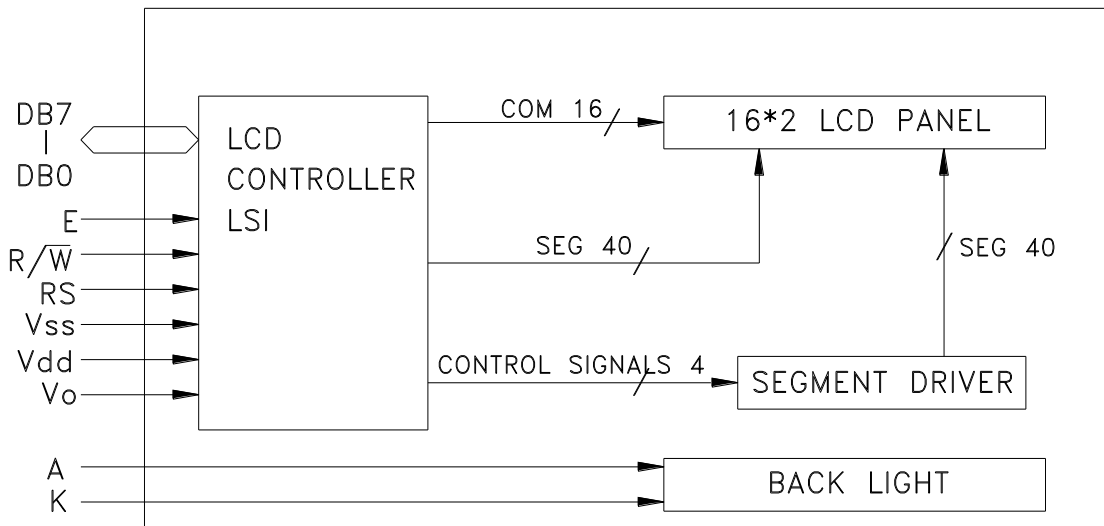 DB7
DB0
E
R/W̅
RS
Vss
Vdd
Vo
A
K
LCD
CONTROLLER
LSI
COM 16
16*2 LCD PANEL
SEG 40
SEG 40
CONTROL SIGNALS 4
SEGMENT DRIVER
BACK LIGHT